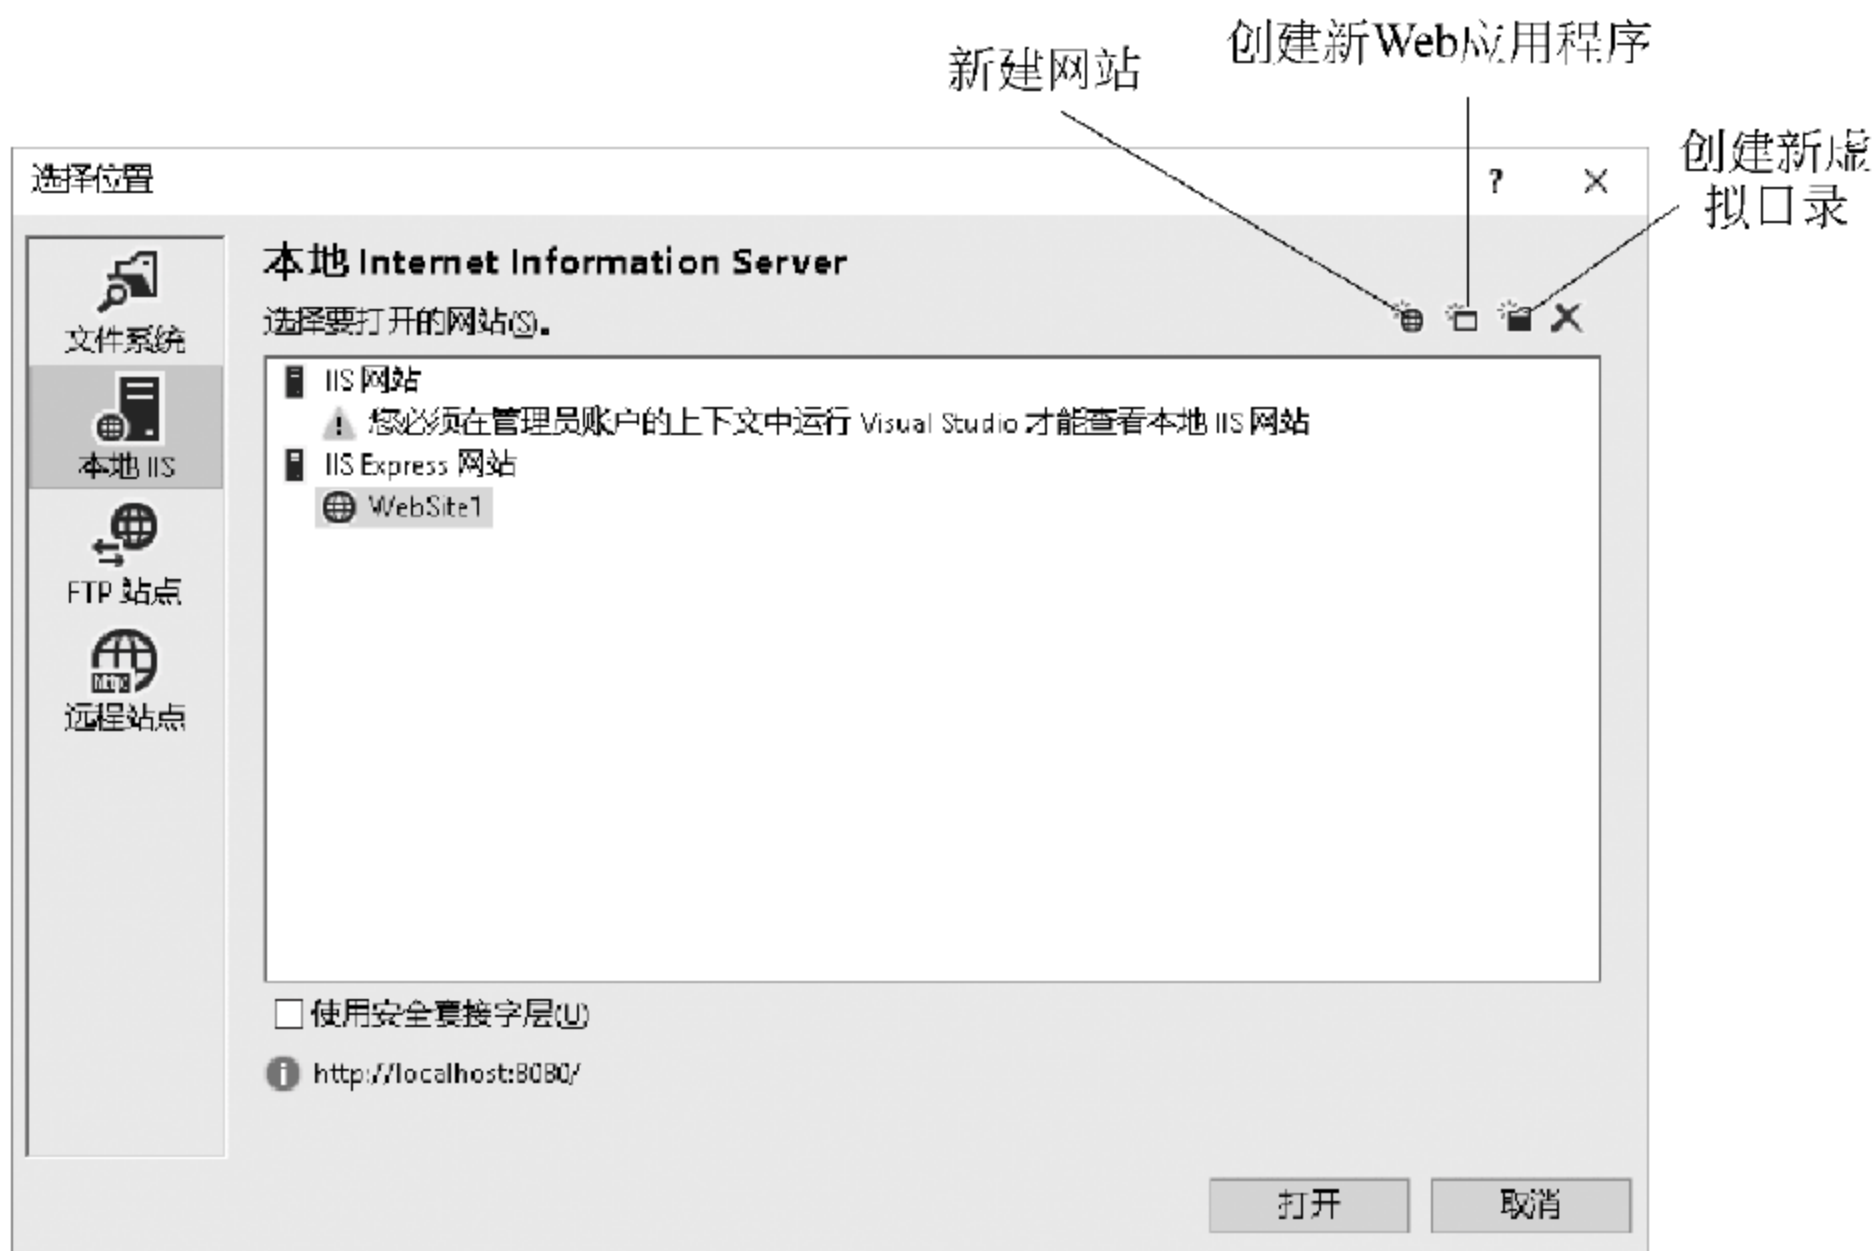 新建网站
创建新Web应用程序
创建新虚
拟目录
选择位置
?
文件系统
本地 IIS
FTP 站点
http
远程站点
本地 Internet Information Server
选择要打开的网站(S)。
IIS 网站
您必须在管理员账户的上下文中运行 Visual Studio 才能查看本地 IIS 网站
IIS Express 网站
WebSite1
使用安全套接字层(U)
http://localhost:8080/
打开
取消